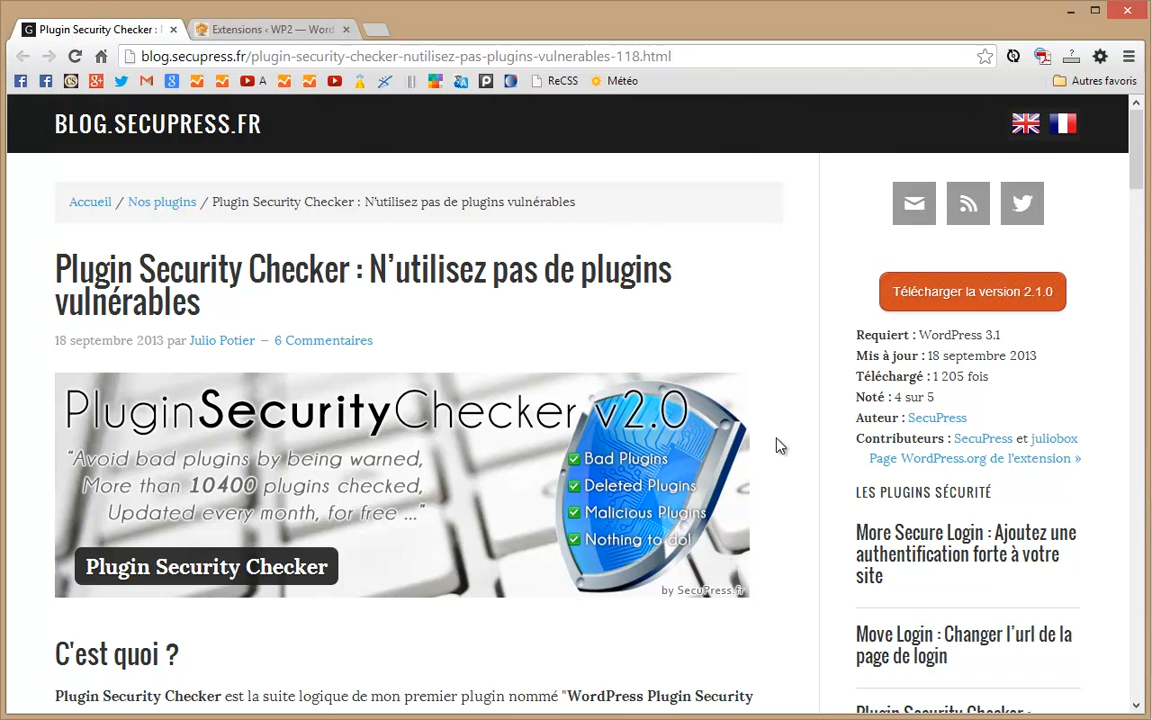 Plugin Security Checker :
Extensions ‹ WP2 — Word
blog.secupress.fr/plugin-security-checker-nutilisez-pas-plugins-vulnerables-118.html
A
ReCSS
Météo
Autres favoris
BLOG.SECUPRESS.FR
Accueil / Nos plugins / Plugin Security Checker : N’utilisez pas de plugins vulnérables
Plugin Security Checker : N’utilisez pas de plugins
vulnérables
18 septembre 2013 par Julio Potier — 6 Commentaires
PluginSecurityChecker v2.0
"Avoid bad plugins by being warned,
More than 10400 plugins checked,
Updated every month, for free ..."
Bad Plugins
Deleted Plugins
Malicious Plugins
Nothing to do!
Plugin Security Checker
by SecuPress.fr
C'est quoi ?
Plugin Security Checker est la suite logique de mon premier plugin nommé "WordPress Plugin Security
Télécharger la version 2.1.0
Requiert : WordPress 3.1
Mis à jour : 18 septembre 2013
Téléchargé : 1 205 fois
Noté : 4 sur 5
Auteur : SecuPress
Contributeurs : SecuPress et juliobox
Page WordPress.org de l'extension »
LES PLUGINS SÉCURITÉ
More Secure Login : Ajoutez une
authentification forte à votre
site
Move Login : Changer l’url de la
page de login
Plugin Security Checker :